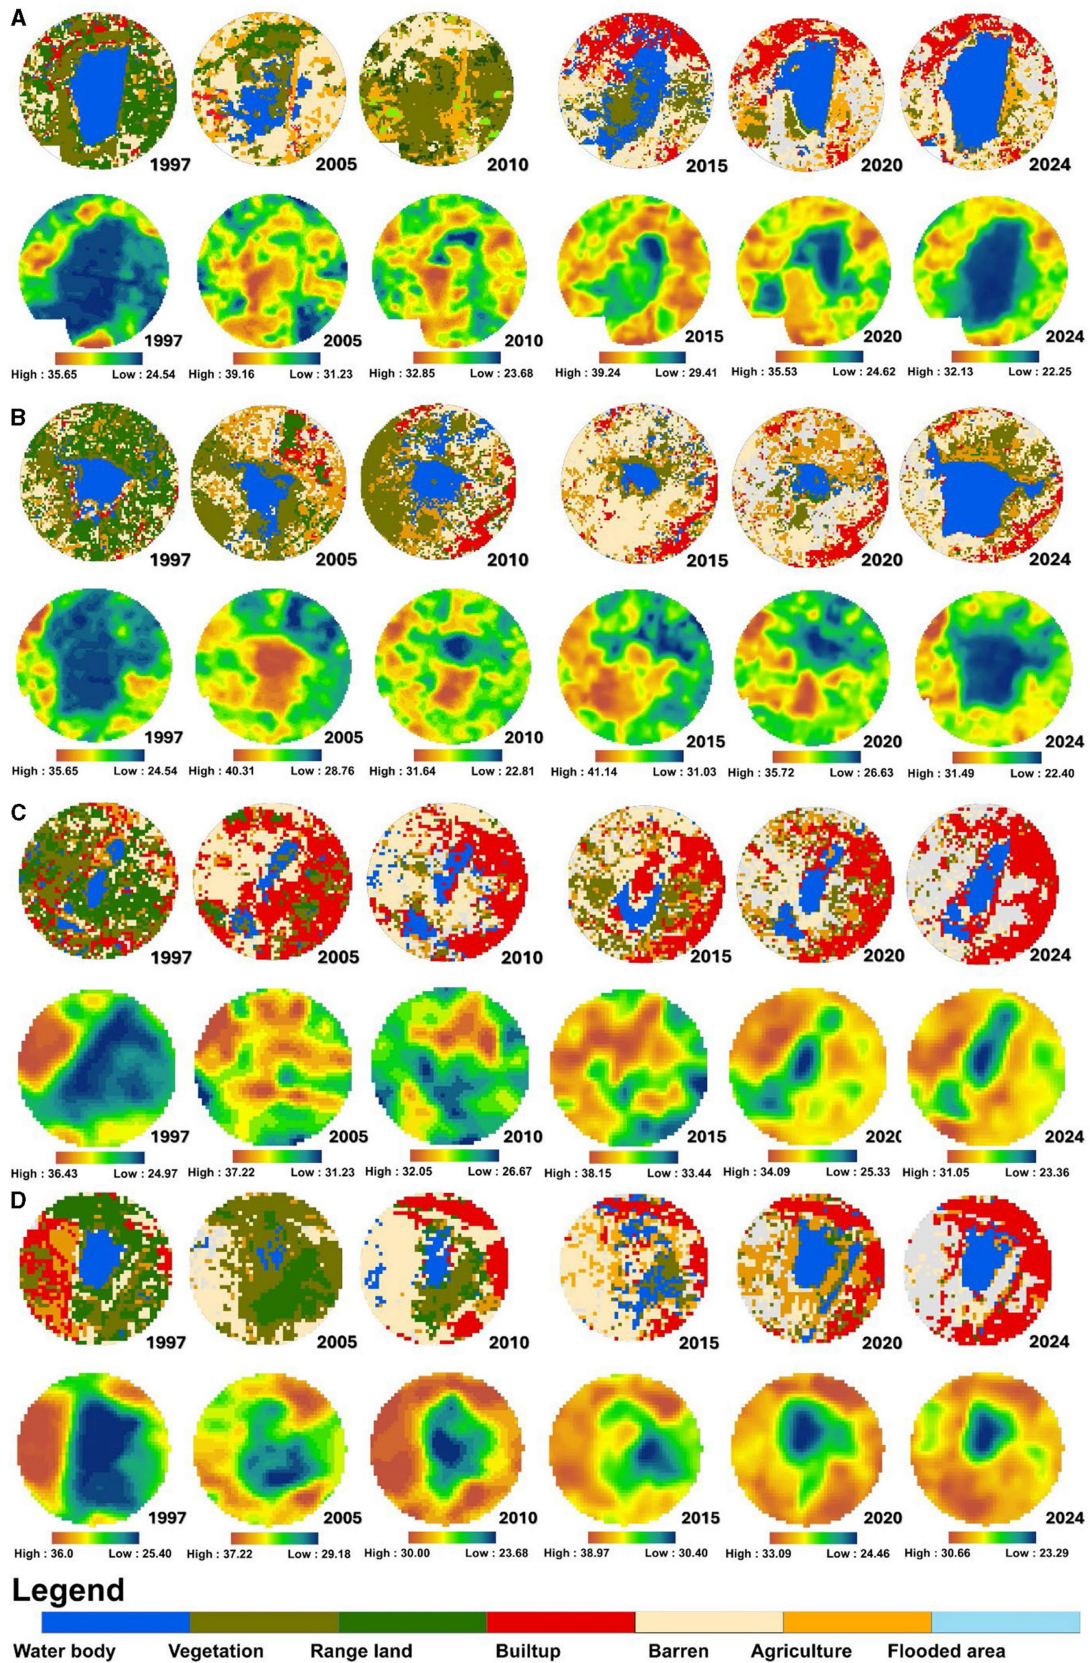 A
1997 2005 2010 2015 2020 2024
1997 2005 2010 2015 2020 2024
High : 35.65 Low : 24.54 High : 39.16 Low : 31.23 High : 32.85 Low : 23.68 High : 39.24 Low : 29.41 High : 35.53 Low : 24.62 High : 32.13 Low : 22.25
B
1997 2005 2010 2015 2020 2024
1997 2005 2010 2015 2020 2024
High : 35.65 Low : 24.54 High : 40.31 Low : 28.76 High : 31.64 Low : 22.81 High : 41.14 Low : 31.03 High : 35.72 Low : 26.63 High : 31.49 Low : 22.40
C
1997 2005 2010 2015 2020 2024
1997 2005 2010 2015 2020 2024
High : 36.43 Low : 24.97 High : 37.22 Low : 31.23 High : 32.05 Low : 26.67 High : 38.15 Low : 33.44 High : 34.09 Low : 25.33 High : 31.05 Low : 23.36
D
1997 2005 2010 2015 2020 2024
1997 2005 2010 2015 2020 2024
High : 36.0 Low : 25.40 High : 37.22 Low : 29.18 High : 30.00 Low : 23.68 High : 38.97 Low : 30.40 High : 33.09 Low : 24.46 High : 30.66 Low : 23.29
Legend
Water body Vegetation Range land Builtup Barren Agriculture Flooded area